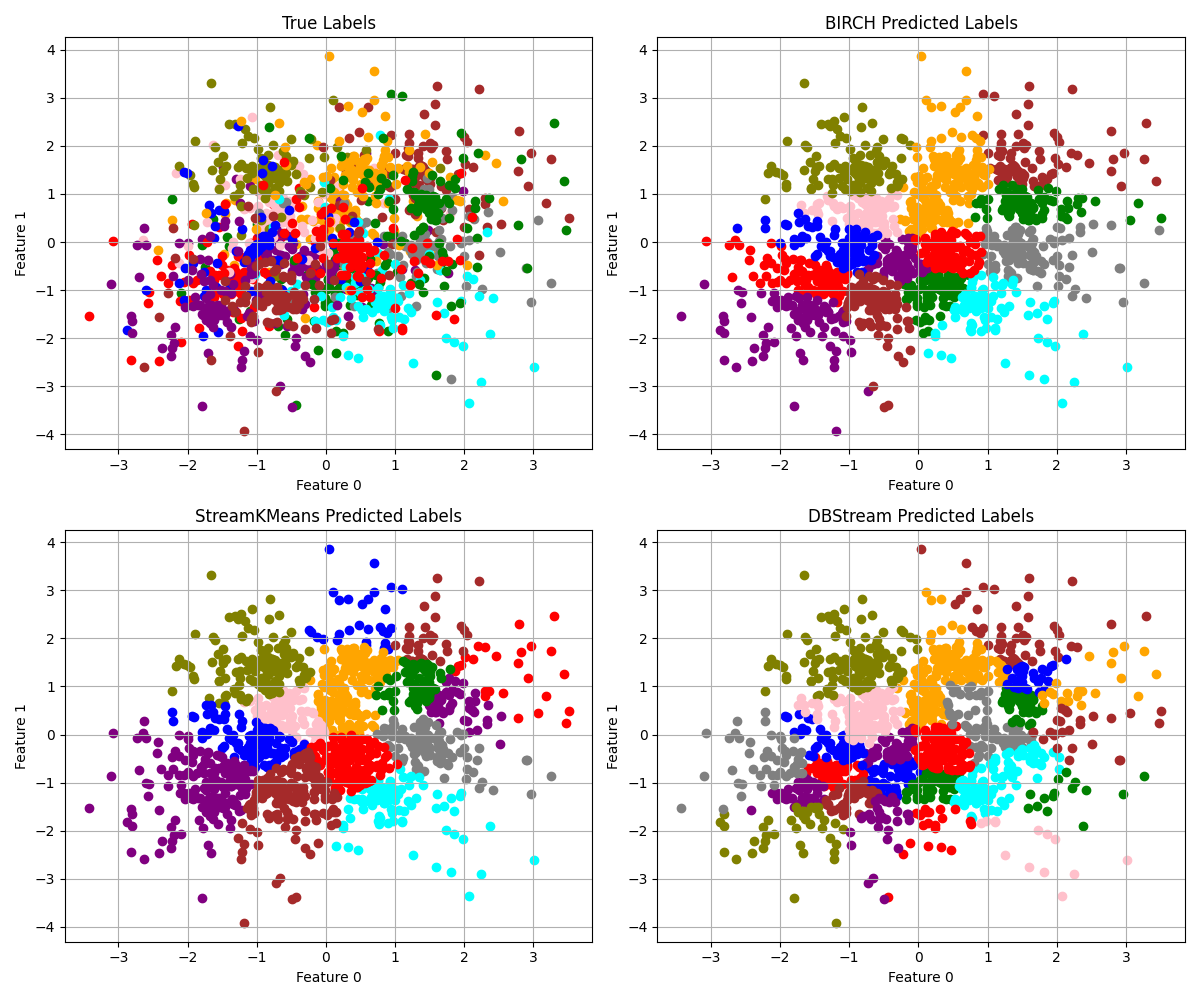 True Labels
BIRCH Predicted Labels
4
3
2
1
0
−1
−2
−3
−4
Feature 1
−3 −2 −1 0 1 2 3
Feature 0
4
3
2
1
0
−1
−2
−3
−4
Feature 1
−3 −2 −1 0 1 2 3
Feature 0
StreamKMeans Predicted Labels
DBStream Predicted Labels
4
3
2
1
0
−1
−2
−3
−4
Feature 1
−3 −2 −1 0 1 2 3
Feature 0
4
3
2
1
0
−1
−2
−3
−4
Feature 1
−3 −2 −1 0 1 2 3
Feature 0